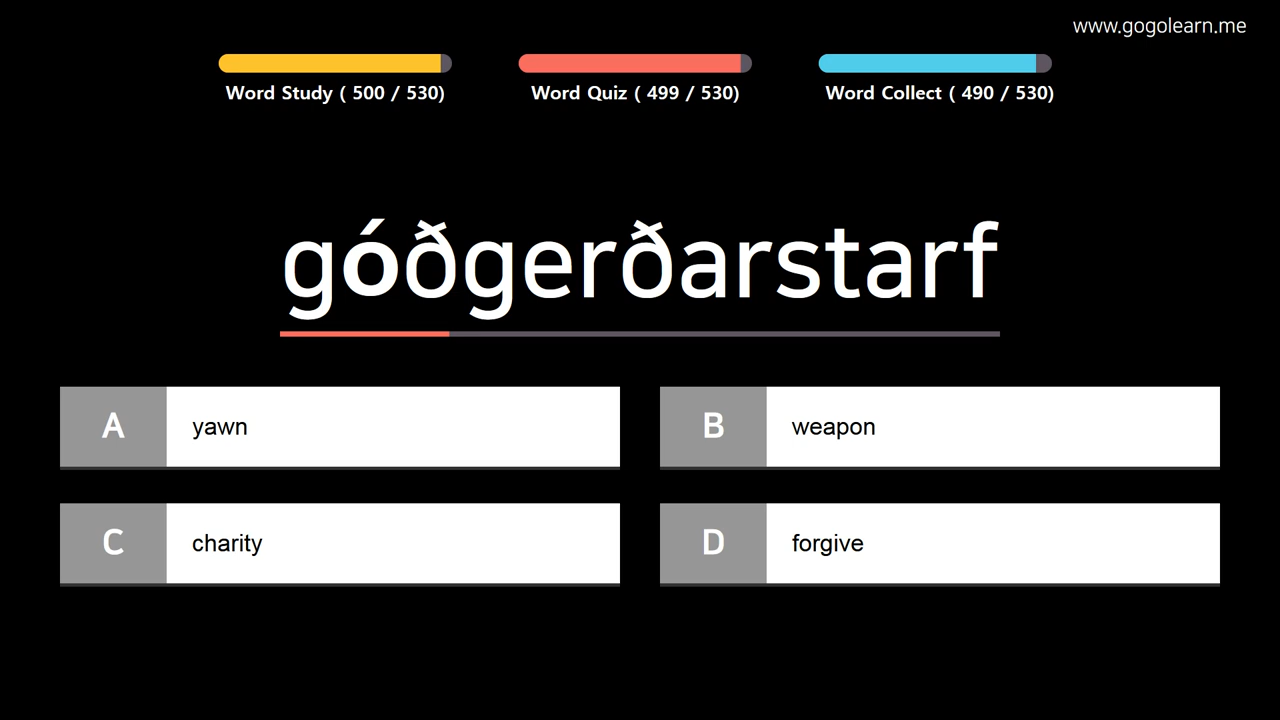 www.gogolearn.me
Word Study ( 500 / 530)
Word Quiz ( 499 / 530)
Word Collect ( 490 / 530)
góðgerðarstarf
A yawn
B weapon
C charity
D forgive